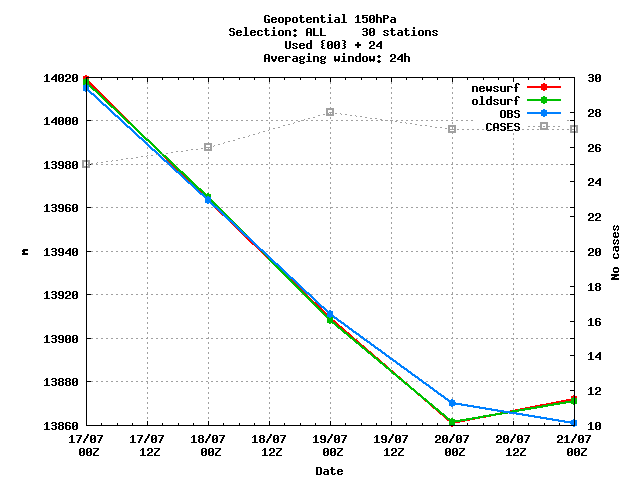 Geopotential 150hPa
Selection: ALL     30 stations
Used {00} + 24
Averaging window: 24h
14020
14000
13980
13960
13940
13920
13900
13880
13860
m
30
28
26
24
22
20
18
16
14
12
10
No cases
newsurf
oldsurf
OBS
CASES
17/07 17/07 18/07 18/07 19/07 19/07 20/07 20/07 21/07
00Z 12Z 00Z 12Z 00Z 12Z 00Z 12Z 00Z
Date